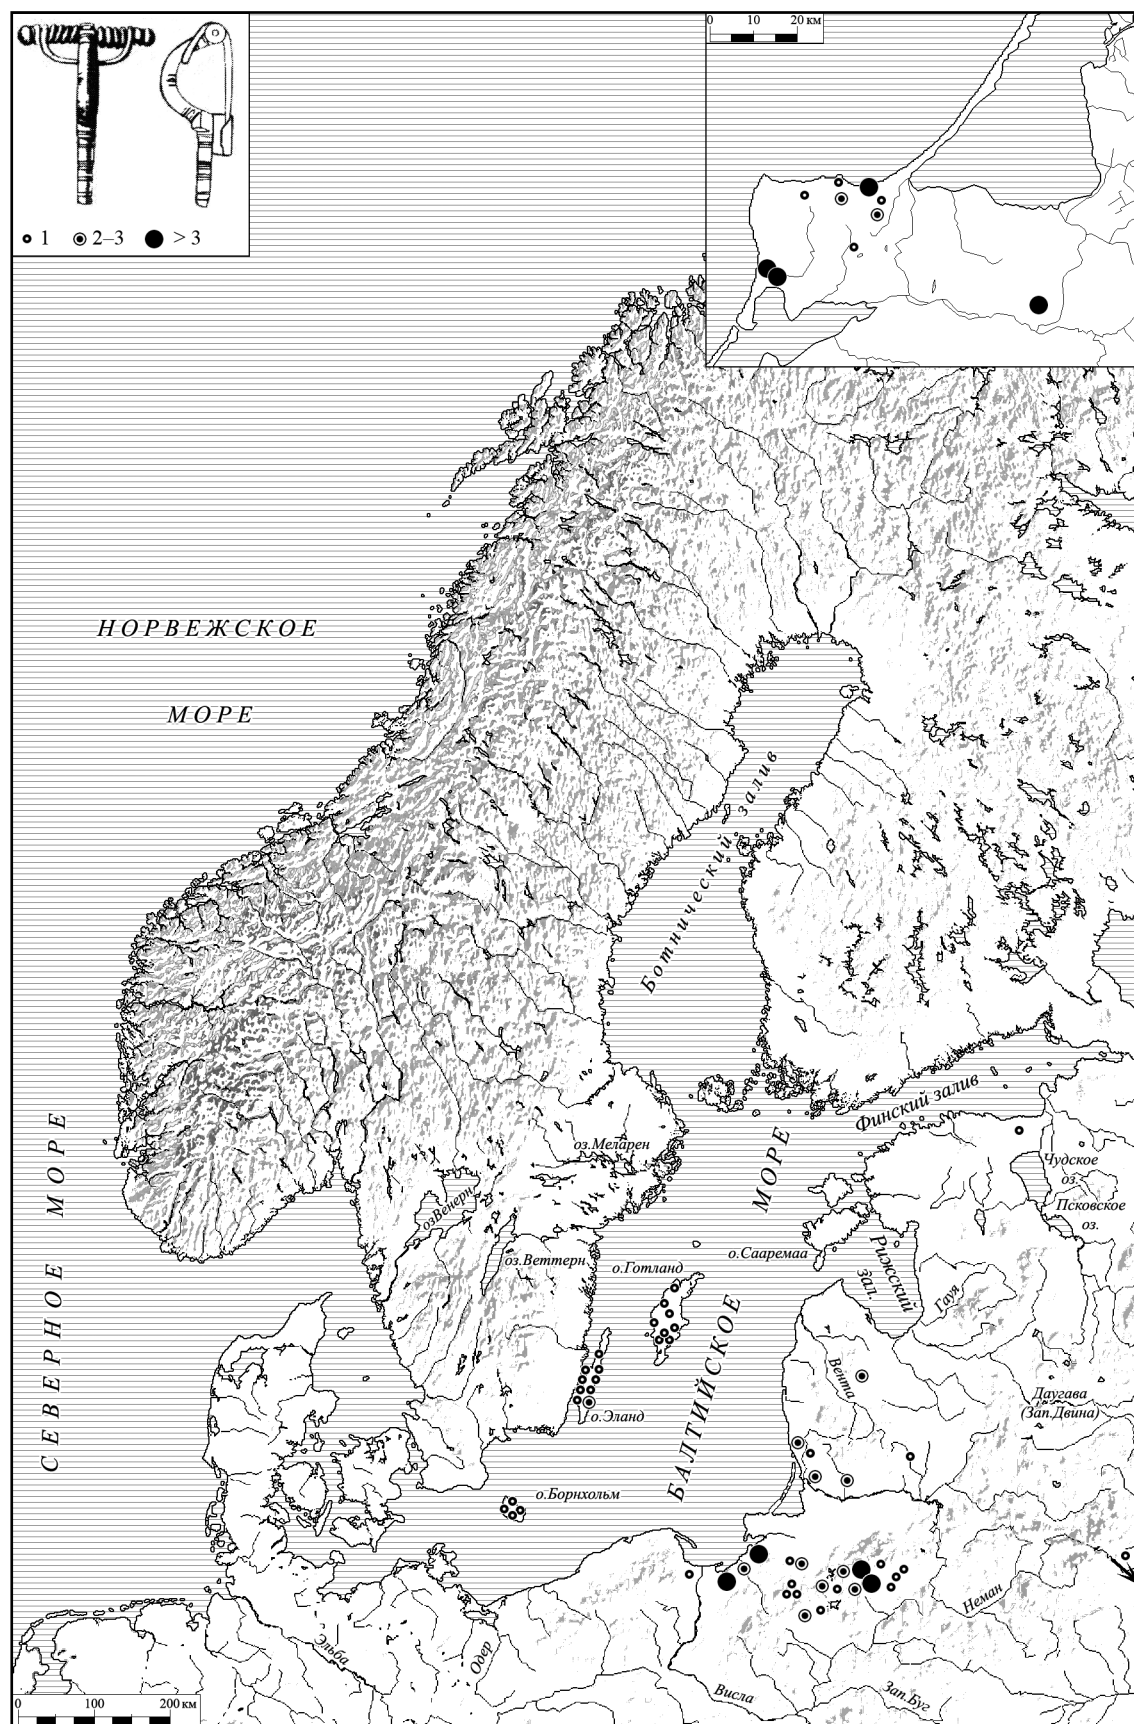 0 10 20 км
1 2–3 > 3
НОРВЕЖСКОЕ
МОРЕ
Ботнический залив
Финский залив
СЕВЕРНОЕ МОРЕ
БАЛТИЙСКОЕ МОРЕ
оз.Меларен
Чудское
оз.
Псковское
оз.
оз.Венерн
оз.Веттерн
о.Готланд
о.Сааремаа
Рижский
зал.
Гауя
Вента
Даугава
(Зап.Двина)
о.Эланд
о.Борнхольм
Неман
Эльба
Одер
Висла
Зап.Буг
0 100 200 км